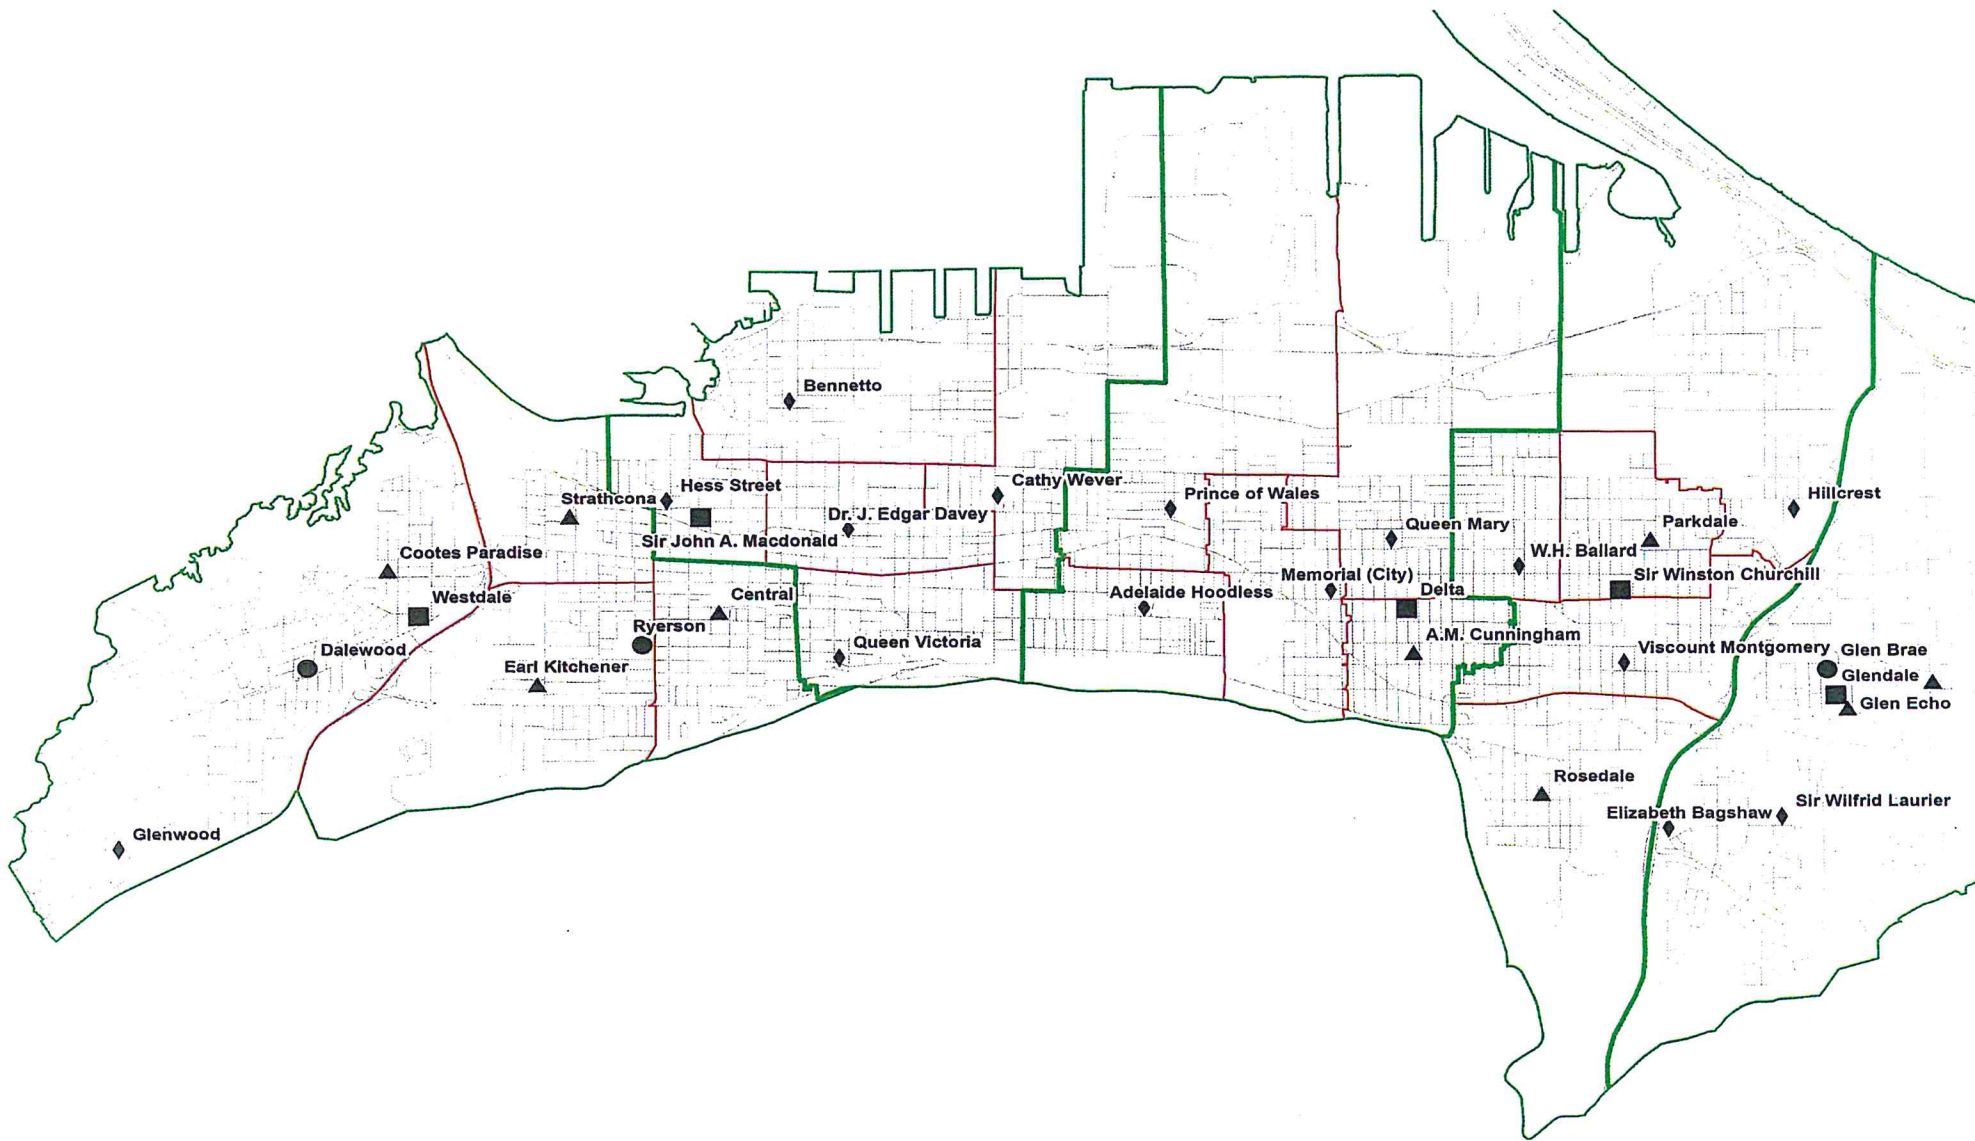 Bennetto
Hess Street
Cathy Wever
Strathcona
Prince of Wales
Hillcrest
Dr. J. Edgar Davey
Queen Mary
Parkdale
Sir John A. Macdonald
Cootes Paradise
W.H. Ballard
Memorial (City)
Sir Winston Churchill
Westdale
Central
Adelaide Hoodless
Delta
Ryerson
A.M. Cunningham
Dalewood
Queen Victoria
Viscount Montgomery
Glen Brae
Earl Kitchener
Glendale
Glen Echo
Rosedale
Sir Wilfrid Laurier
Elizabeth Bagshaw
Glenwood